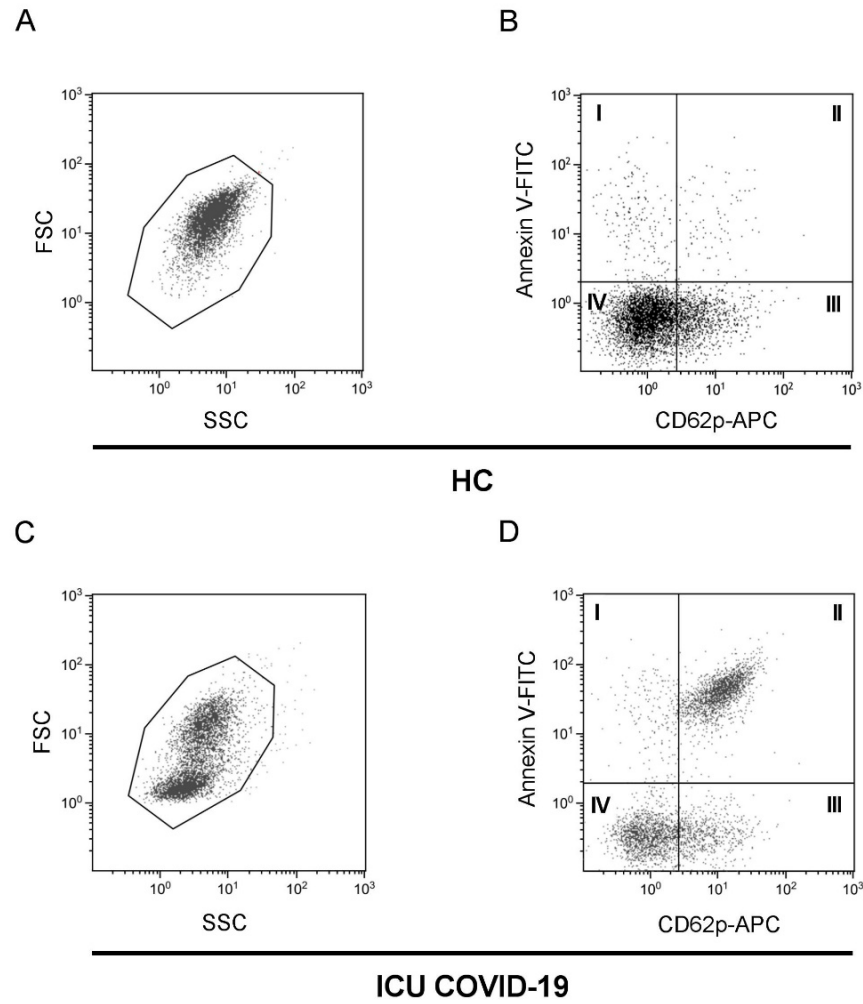 A
B
10³
10²
10¹
10⁰
FSC
10⁰
10¹
10²
10³
SSC
10³
10²
10¹
10⁰
Annexin V-FITC
I
II
IV
III
10⁰
10¹
10²
10³
CD62p-APC
HC
C
D
10³
10²
10¹
10⁰
FSC
10⁰
10¹
10²
10³
SSC
10³
10²
10¹
10⁰
Annexin V-FITC
I
II
IV
III
10⁰
10¹
10²
10³
CD62p-APC
ICU COVID-19